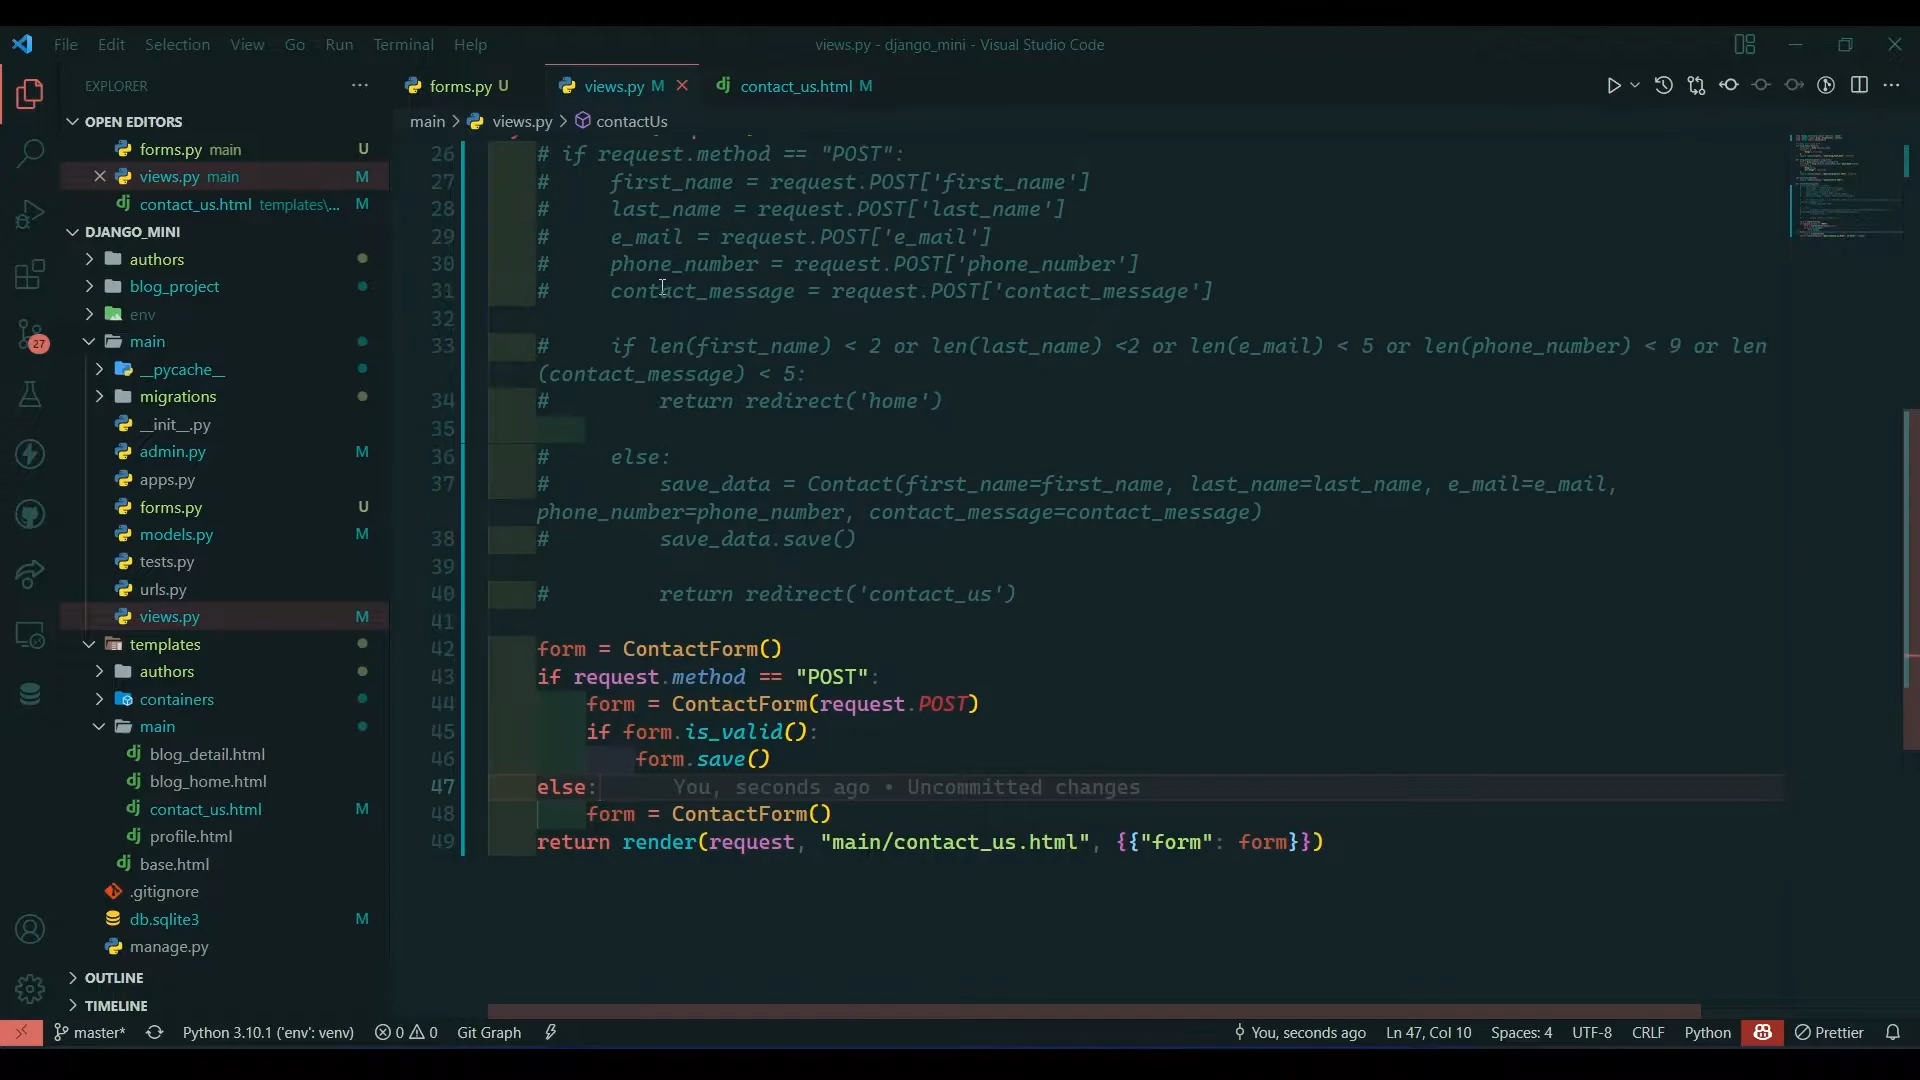 File Edit Selection View Go Run Terminal Help
views.py - django_mini - Visual Studio Code
EXPLORER
OPEN EDITORS
forms.py main U
views.py main M
contact_us.html templates\... M
DJANGO_MINI
authors
blog_project
env
main
__pycache__
migrations
__init__.py
admin.py M
apps.py
forms.py U
models.py M
tests.py
urls.py
views.py M
templates
authors
containers
main
blog_detail.html
blog_home.html
contact_us.html M
profile.html
base.html
.gitignore
db.sqlite3 M
manage.py
OUTLINE
TIMELINE
27
forms.py U views.py M contact_us.html M
main > views.py > contactUs
26 # if request.method == "POST":
27 #     first_name = request.POST['first_name']
28 #     last_name = request.POST['last_name']
29 #     e_mail = request.POST['e_mail']
30 #     phone_number = request.POST['phone_number']
31 #     contact_message = request.POST['contact_message']
32
33 #     if len(first_name) < 2 or len(last_name) <2 or len(e_mail) < 5 or len(phone_number) < 9 or len
(contact_message) < 5:
34 #         return redirect('home')
35
36 #     else:
37 #         save_data = Contact(first_name=first_name, last_name=last_name, e_mail=e_mail,
phone_number=phone_number, contact_message=contact_message)
38 #         save_data.save()
39
40 #         return redirect('contact_us')
41
42 form = ContactForm()
43 if request.method == "POST":
44     form = ContactForm(request.POST)
45     if form.is_valid():
46         form.save()
47 else: You, seconds ago • Uncommitted changes
48     form = ContactForm()
49 return render(request, "main/contact_us.html", {{"form": form}})
master* Python 3.10.1 ('env': venv) 0 0 Git Graph You, seconds ago Ln 47, Col 10 Spaces: 4 UTF-8 CRLF Python Prettier